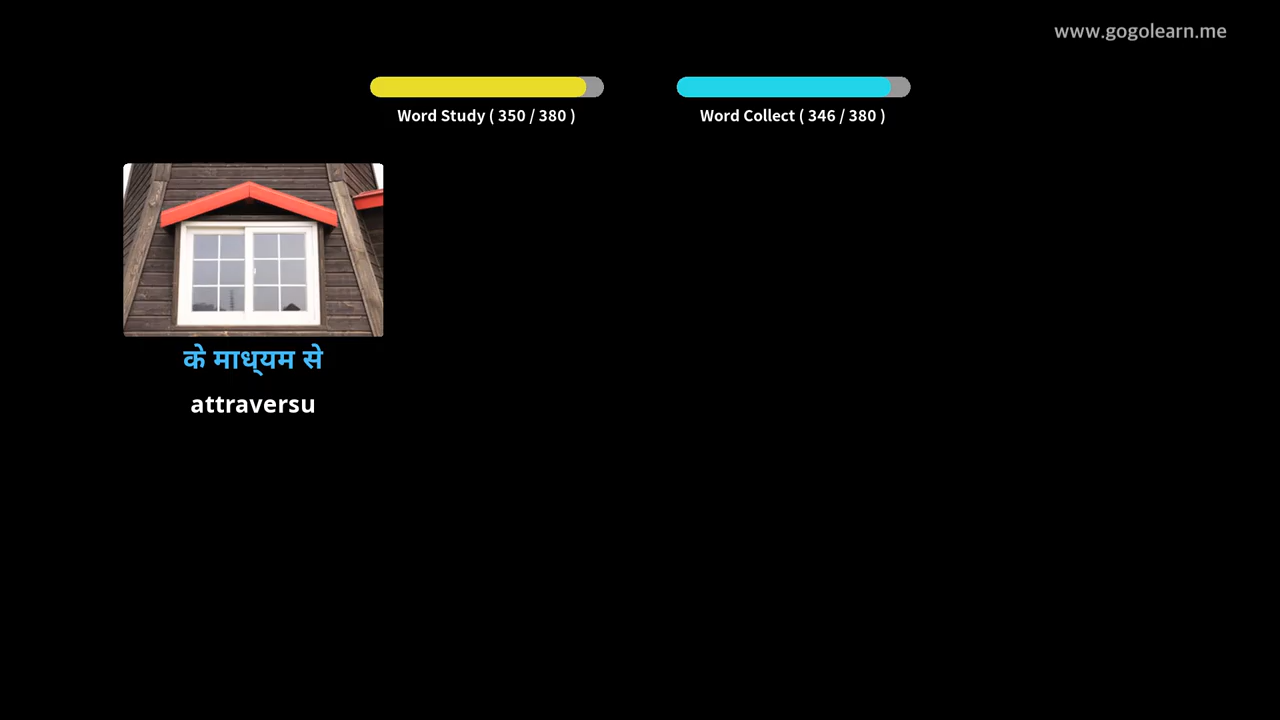 www.gogolearn.me
Word Study ( 350 / 380 )
Word Collect ( 346 / 380 )
के माध्यम से
attraversu